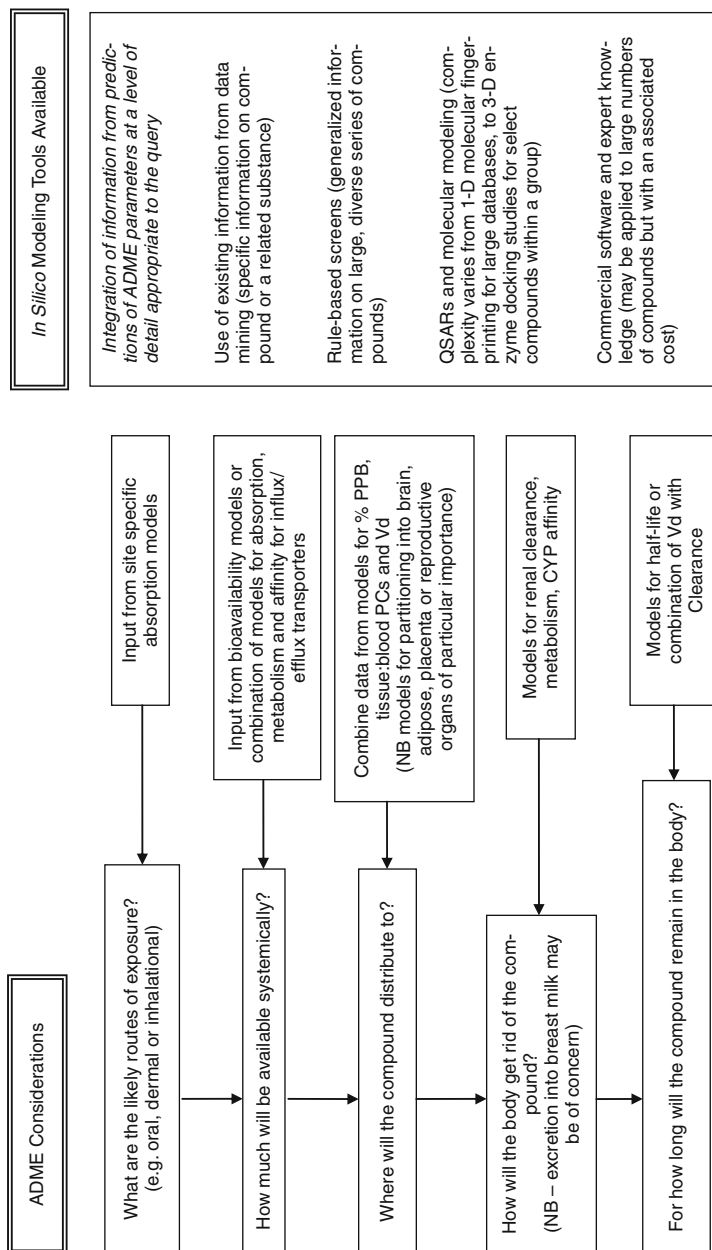 ADME Considerations
In Silico Modeling Tools Available
What are the likely routes of exposure?
(e.g. oral, dermal or inhalational)
Input from site specific
absorption models
How much will be available systemically?
Input from bioavailability models or
combination of models for absorption,
metabolism and affinity for influx/
efflux transporters
Where will the compound distribute to?
Combine data from models for % PPB,
tissue:blood PCs and Vd
(NB models for partitioning into brain,
adipose, placenta or reproductive
organs of particular importance)
How will the body get rid of the com-
pound?
(NB – excretion into breast milk may
be of concern)
Models for renal clearance,
metabolism, CYP affinity
For how long will the compound remain in the body?
Models for half-life or
combination of Vd with
Clearance
Integration of information from predic-
tions of ADME parameters at a level of
detail appropriate to the query
Use of existing information from data
mining (specific information on com-
pound or a related substance)
Rule-based screens (generalized infor-
mation on large, diverse series of com-
pounds)
QSARs and molecular modeling (com-
plexity varies from 1-D molecular finger-
printing for large databases, to 3-D en-
zyme docking studies for select
compounds within a group)
Commercial software and expert know-
ledge (may be applied to large numbers
of compounds but with an associated
cost)